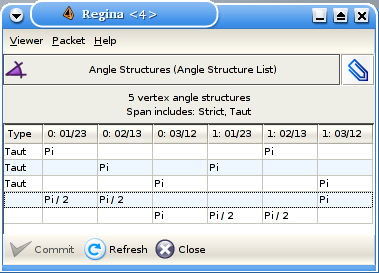 Regina <4>
Viewer Packet Help
Angle Structures (Angle Structure List)
5 vertex angle structures
Span includes: Strict, Taut
Type 0: 01/23 0: 02/13 0: 03/12 1: 01/23 1: 02/13 1: 03/12
Taut Pi Pi
Taut Pi Pi
Taut Pi Pi
Pi / 2 Pi / 2 Pi
Pi Pi / 2 Pi / 2
Commit Refresh Close